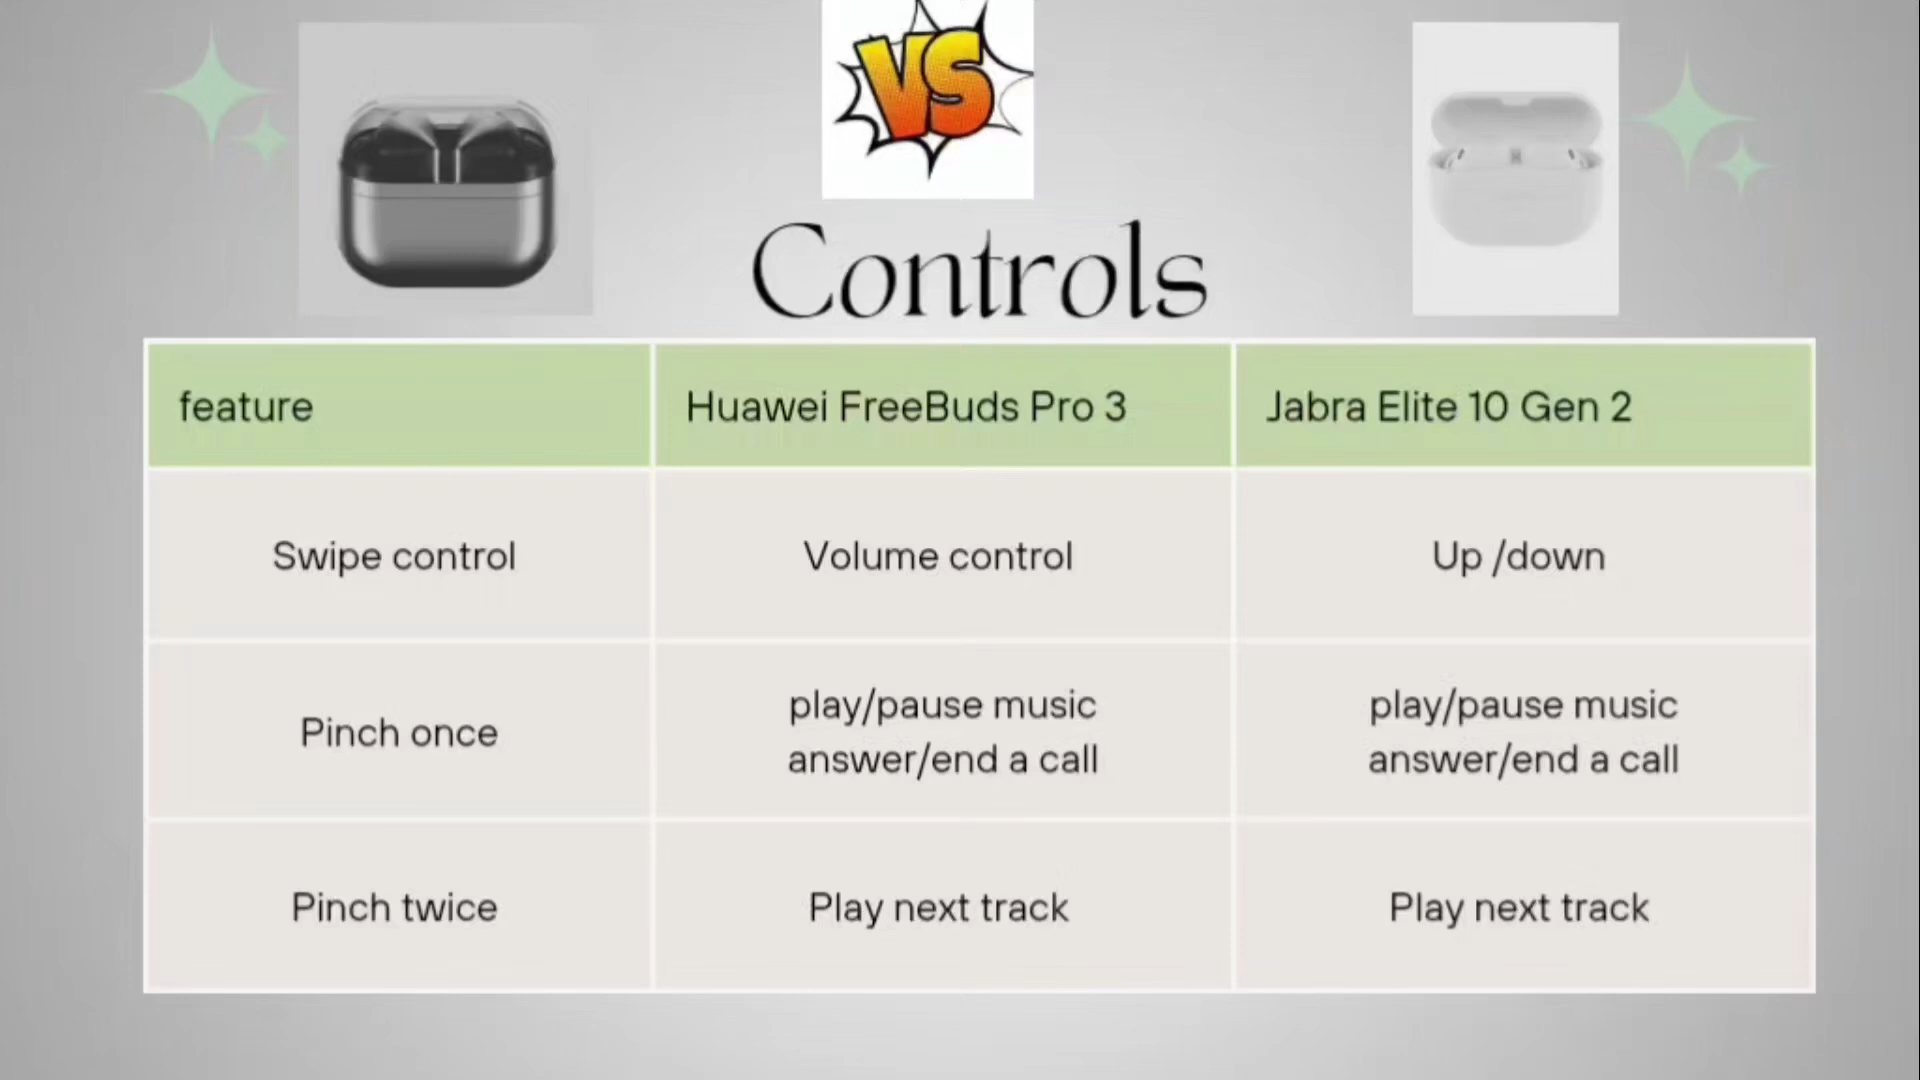 VS
Controls
feature
Huawei FreeBuds Pro 3
Jabra Elite 10 Gen 2
Swipe control
Volume control
Up /down
Pinch once
play/pause music
answer/end a call
play/pause music
answer/end a call
Pinch twice
Play next track
Play next track